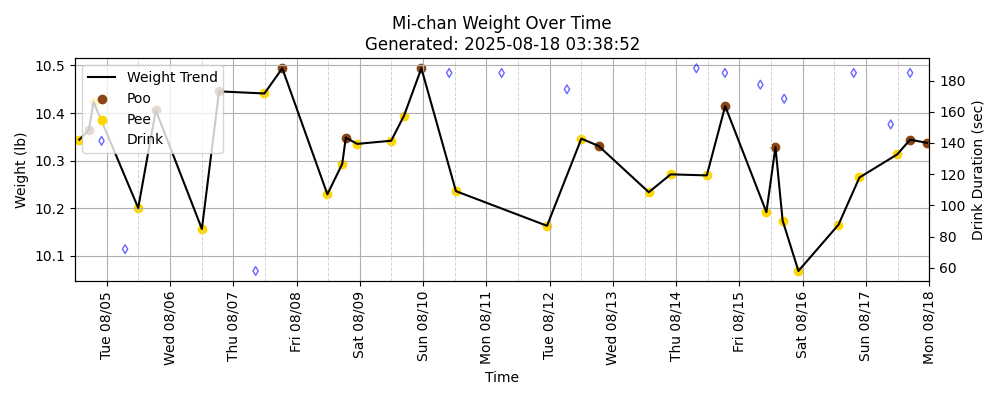 Mi-chan Weight Over Time
Generated: 2025-08-18 03:38:52
Weight (lb)
10.5
10.4
10.3
10.2
10.1
Weight Trend
Poo
Pee
Drink
180
160
140
120
100
80
60
Drink Duration (sec)
Tue 08/05
Wed 08/06
Thu 08/07
Fri 08/08
Sat 08/09
Sun 08/10
Mon 08/11
Tue 08/12
Wed 08/13
Thu 08/14
Fri 08/15
Sat 08/16
Sun 08/17
Mon 08/18
Time